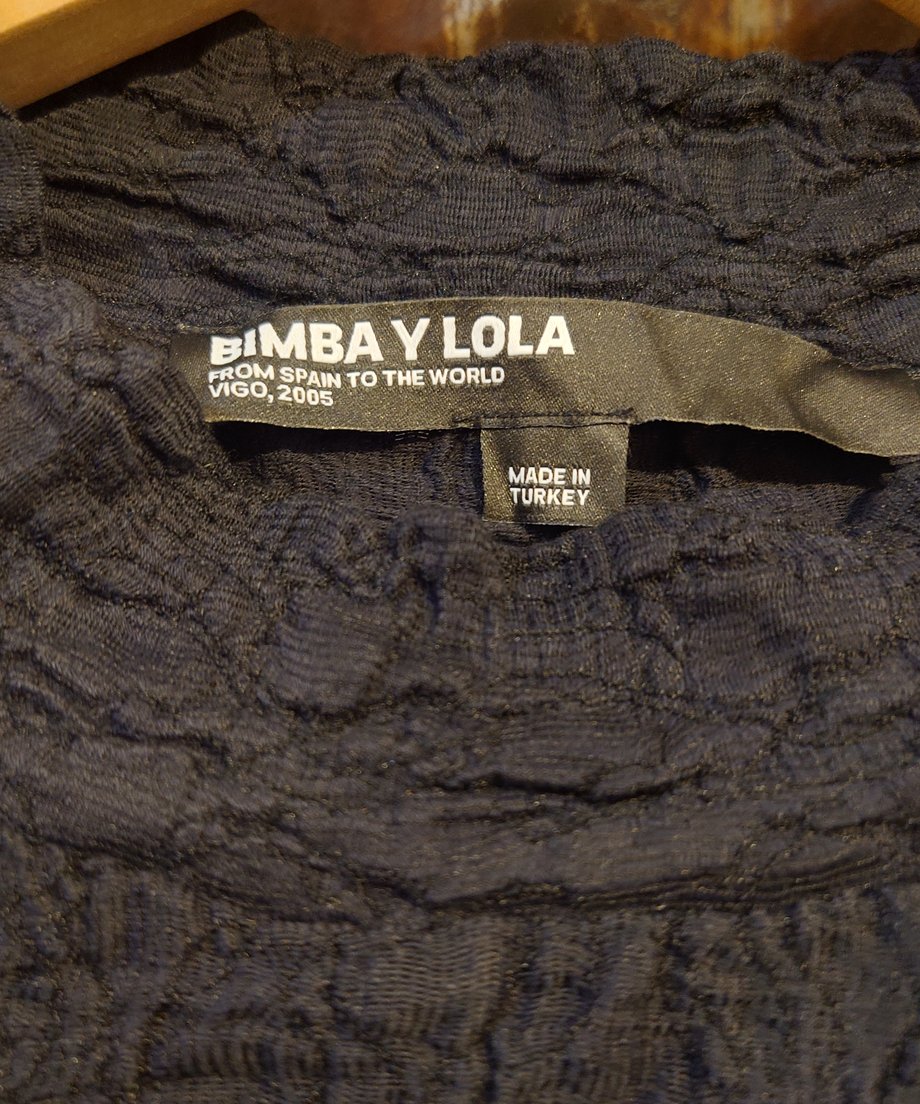 BIMBA Y LOLA
FROM SPAIN TO THE WORLD
VIGO, 2005
MADE IN
TURKEY